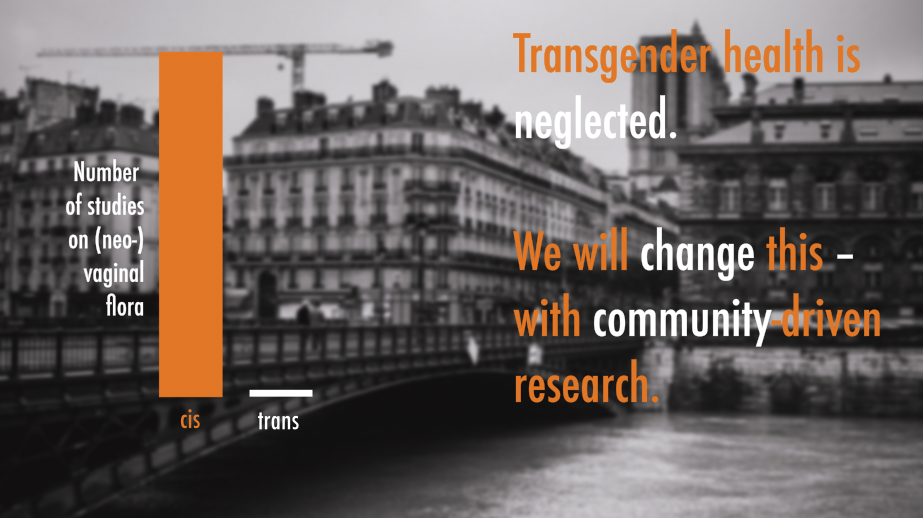 Number
of studies
on (neo-)
vaginal
flora
cis
trans
Transgender health is
neglected.
We will change this –
with community-driven
research.